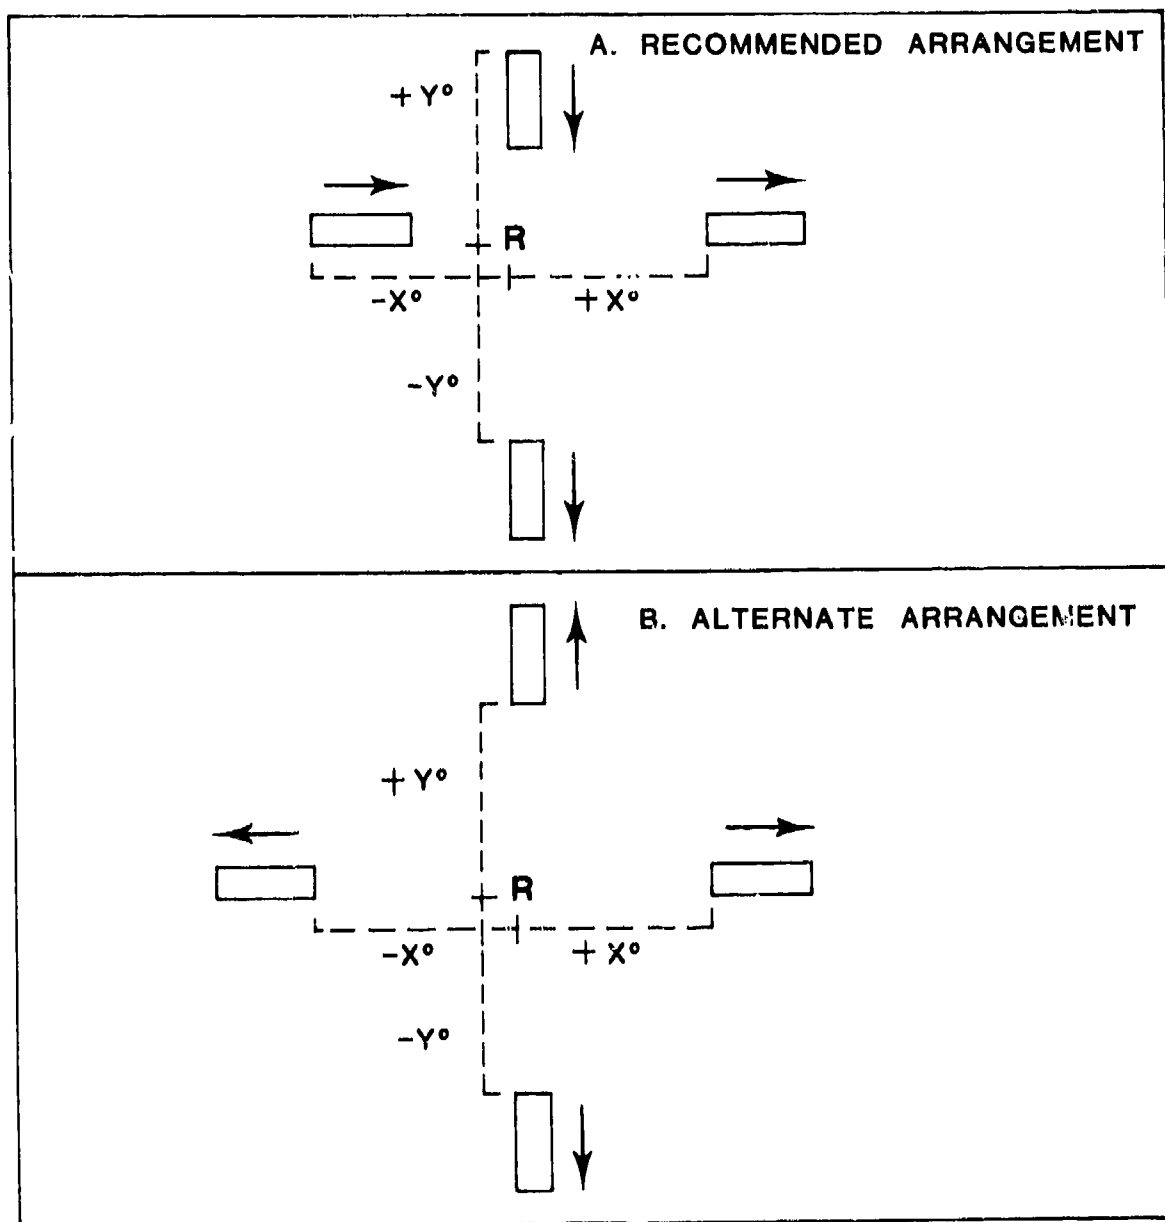 A. RECOMMENDED ARRANGEMENT
+Y°
R
-X°
+X°
-Y°
B. ALTERNATE ARRANGEMENT
+Y°
R
-X°
+X°
-Y°